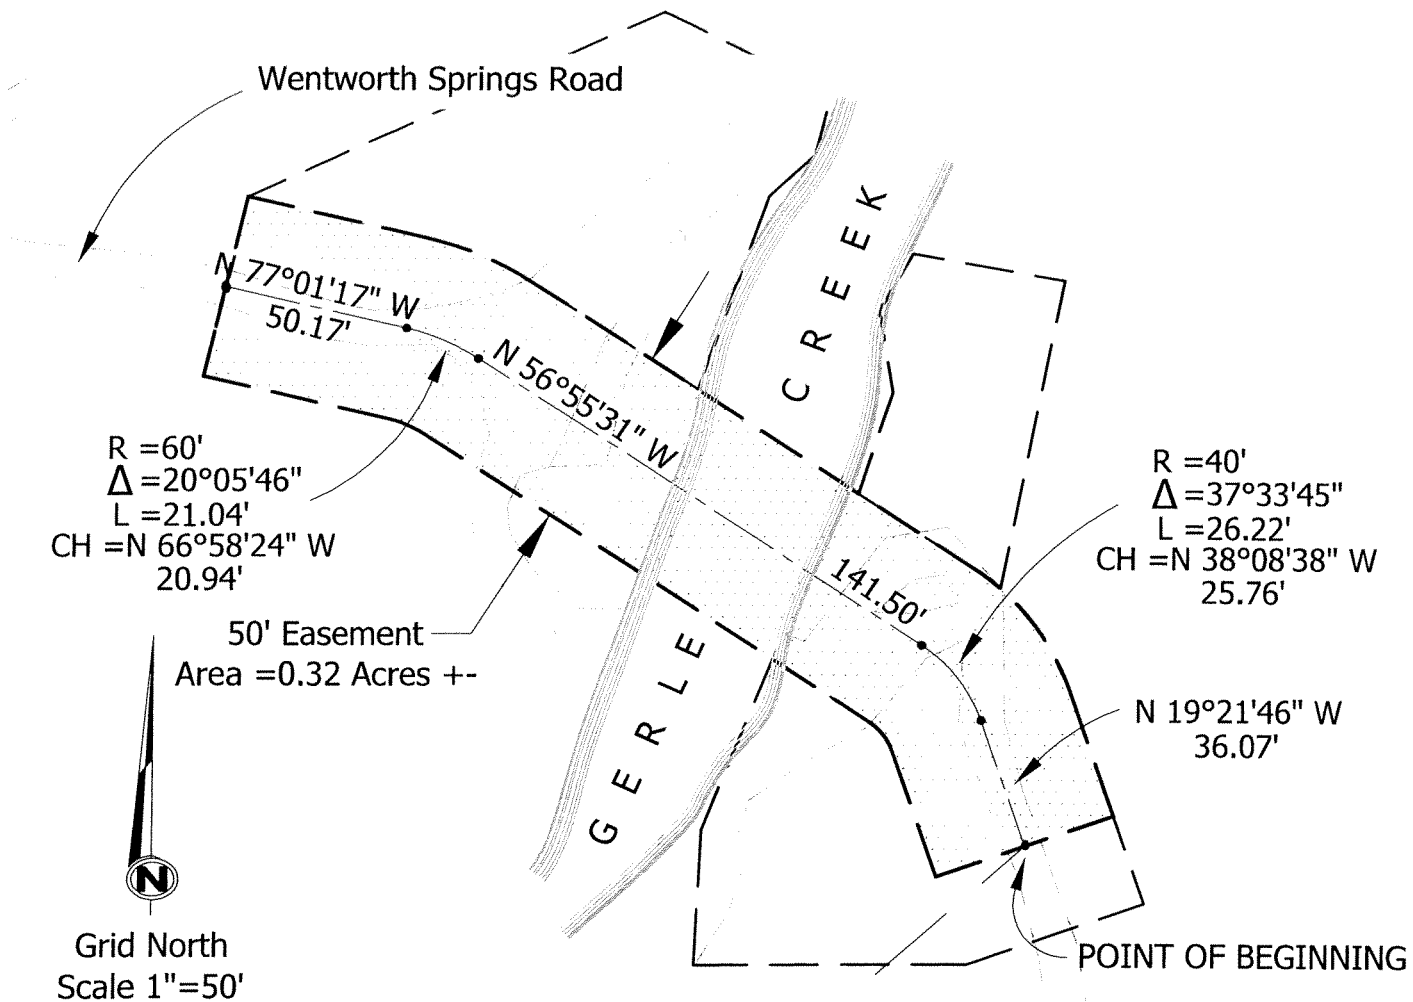 Wentworth Springs Road
N 77°01'17" W
50.17'
N 56°55'31" W
141.50'
CREEK
GERLE
R =60'
Δ =20°05'46"
L =21.04'
CH =N 66°58'24" W
20.94'
R =40'
Δ =37°33'45"
L =26.22'
CH =N 38°08'38" W
25.76'
50' Easement
Area =0.32 Acres +-
N 19°21'46" W
36.07'
POINT OF BEGINNING
N
Grid North
Scale 1"=50'